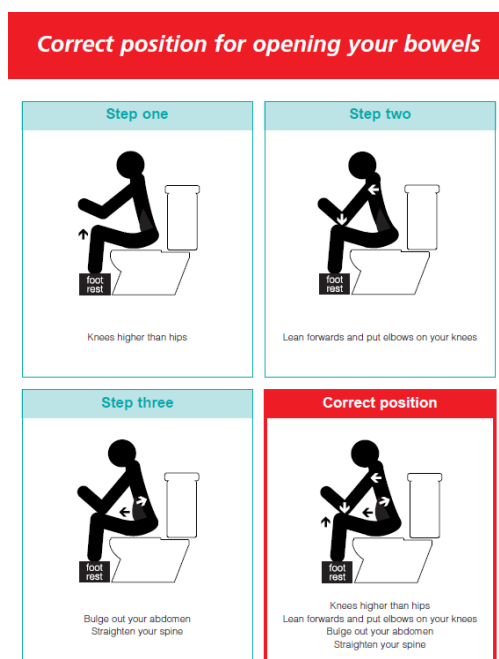 Correct position for opening your bowels
Step one
foot
rest
Knees higher than hips
Step two
foot
rest
Lean forwards and put elbows on your knees
Step three
foot
rest
Bulge out your abdomen
Straighten your spine
Correct position
foot
rest
Knees higher than hips
Lean forwards and put elbows on your knees
Bulge out your abdomen
Straighten your spine